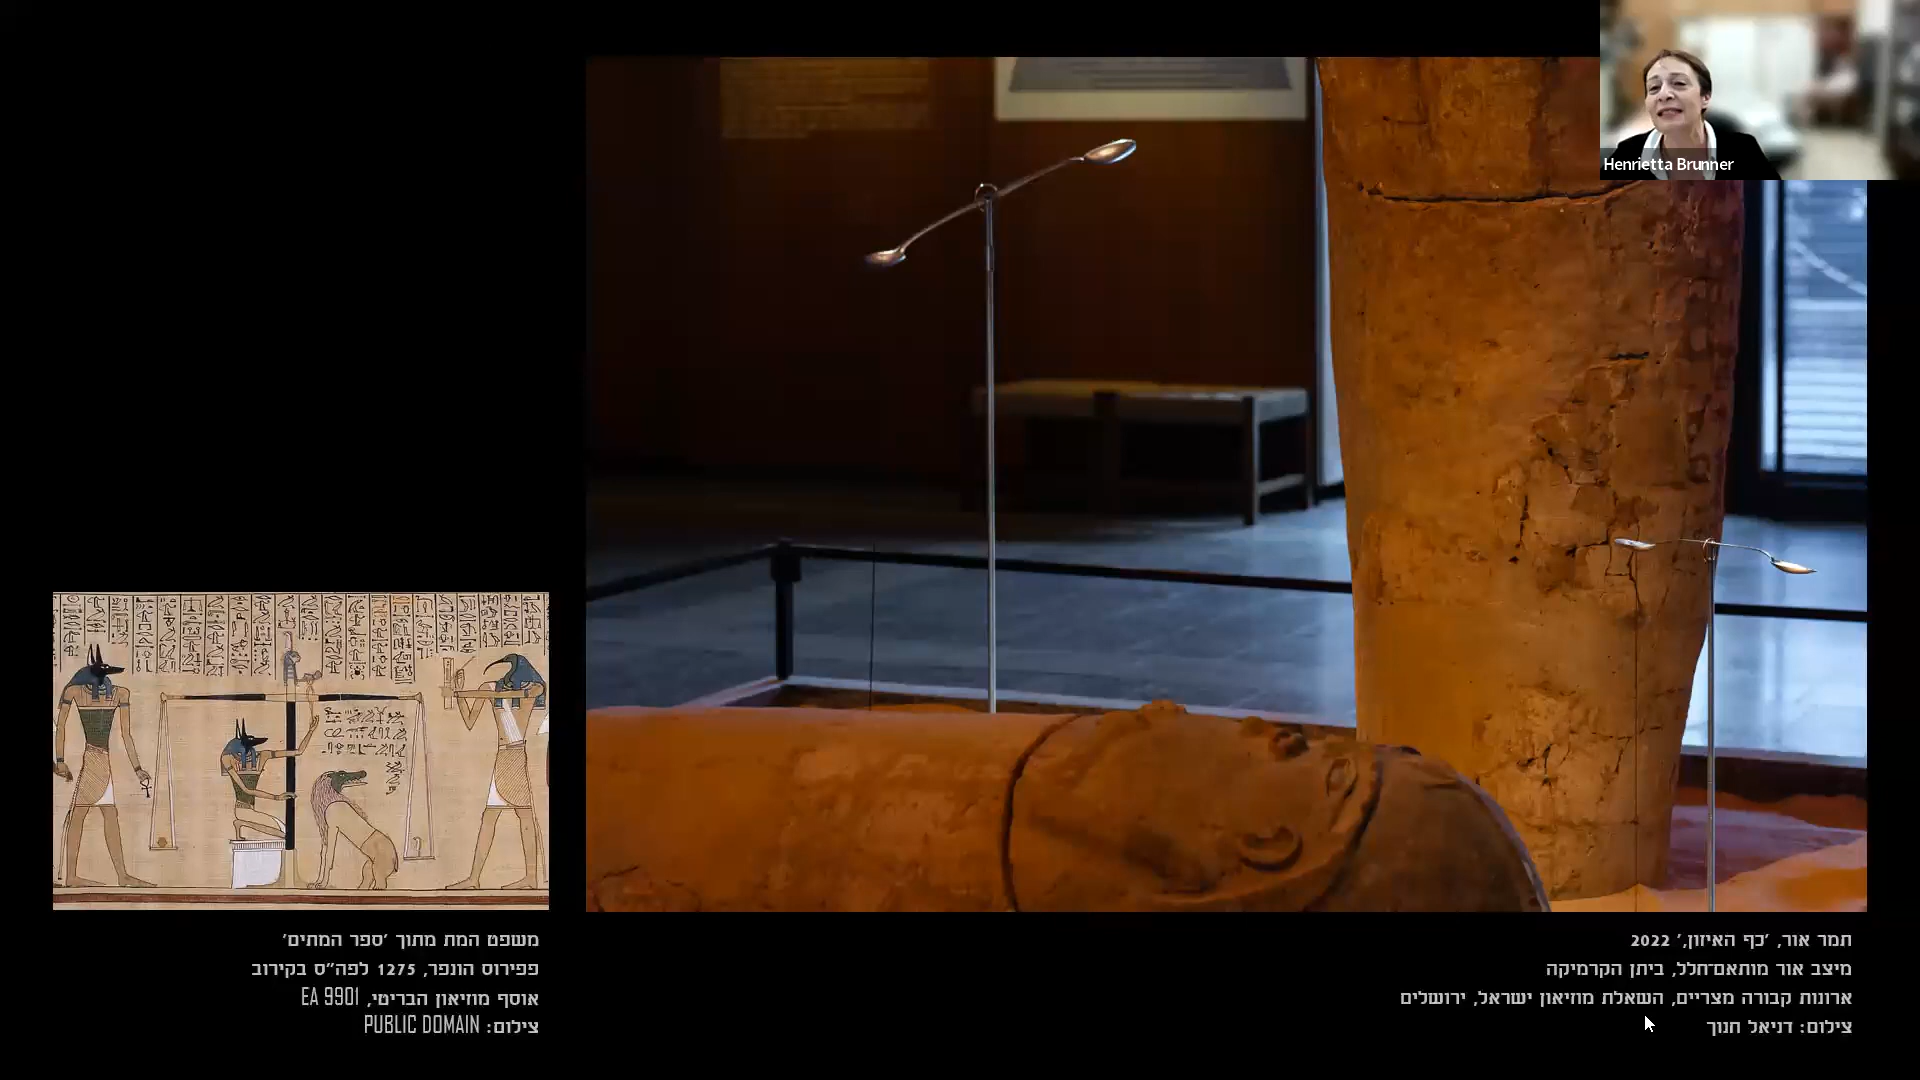 Henrietta Brunner
תמר אור, 'כף האיזון', 2022
מיצב אור מותאם־חלל, ביתן הקרמיקה
ארונות קבורה מצריים, השאלת מוזיאון ישראל, ירושלים
צילום: דניאל חנוך
משפט המת מתוך 'ספר המתים'
פפירוס הונפר, 1275 לפה״ס בקירוב
אוסף מוזיאון הבריטי, EA 9901
צילום: PUBLIC DOMAIN